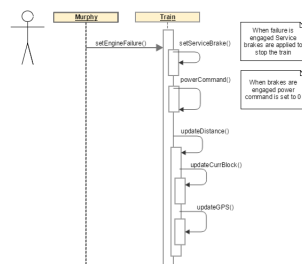 Murphy
Train
setEngineFailure()
setServiceBrake()
powerCommand()
updateDistance()
updateCurrBlock()
updateGPS()
When failure is
engaged Service
brakes are applied to
stop the train
When brakes are
engaged power
command is set to 0